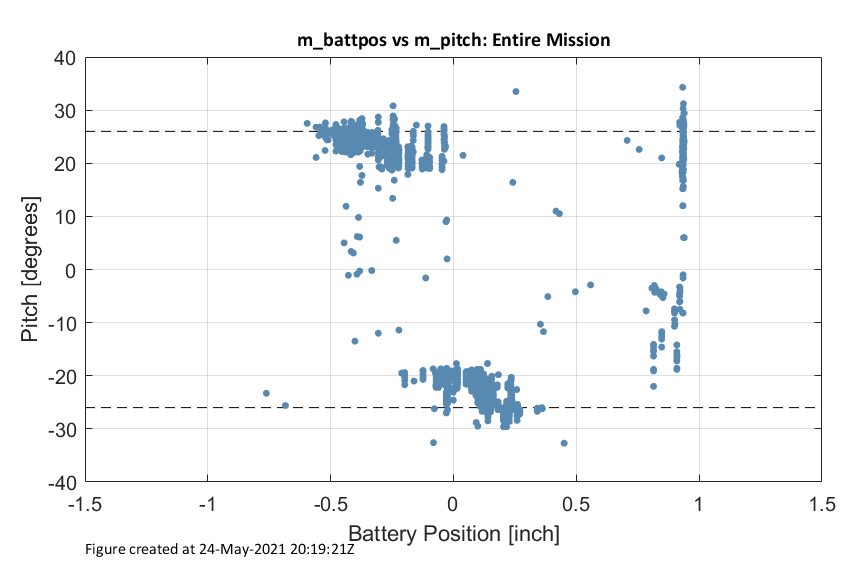 m_battpos vs m_pitch: Entire Mission
40
30
20
10
0
-10
-20
-30
-40
Pitch [degrees]
-1.5 -1 -0.5 0 0.5 1 1.5
Battery Position [inch]
Figure created at 24-May-2021 20:19:21Z